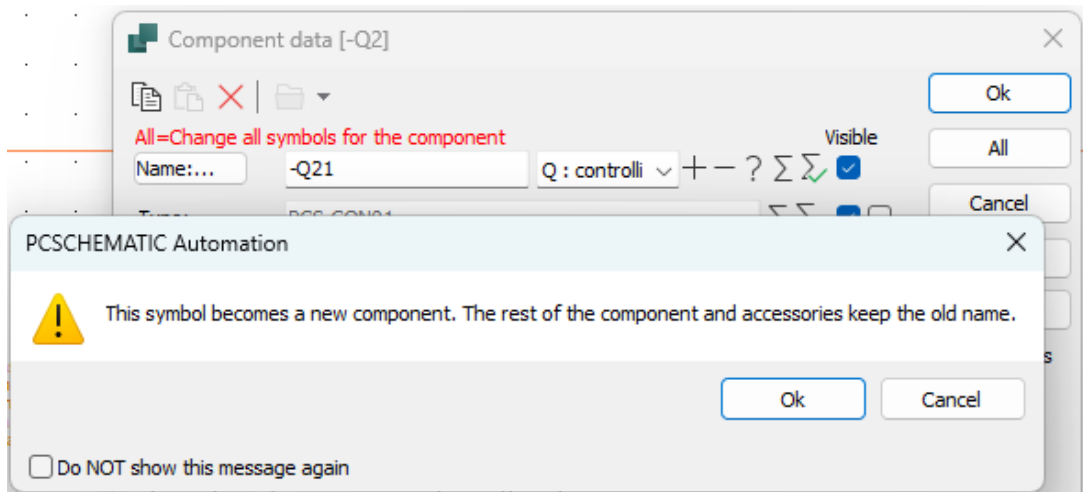 Component data [-Q2]
Ok
All=Change all symbols for the component
Visible
All
Name:...
-Q21
Q : controlli
Cancel
PCSCHEMATIC Automation
This symbol becomes a new component. The rest of the component and accessories keep the old name.
Ok
Cancel
Do NOT show this message again